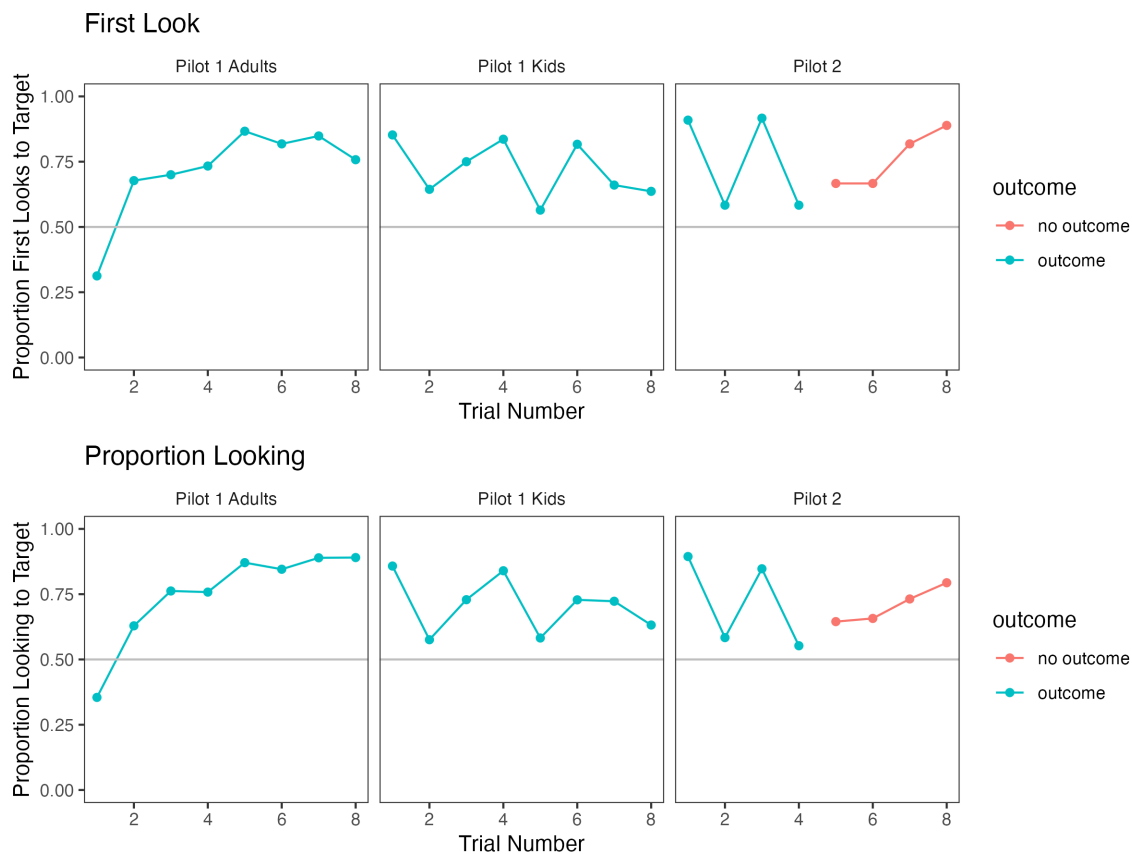 First Look
Pilot 1 Adults
Pilot 1 Kids
Pilot 2
Proportion First Looks to Target
1.00
0.75
0.50
0.25
0.00
2 4 6 8
2 4 6 8
2 4 6 8
Trial Number
outcome
no outcome
outcome
Proportion Looking
Pilot 1 Adults
Pilot 1 Kids
Pilot 2
Proportion Looking to Target
1.00
0.75
0.50
0.25
0.00
2 4 6 8
2 4 6 8
2 4 6 8
Trial Number
outcome
no outcome
outcome